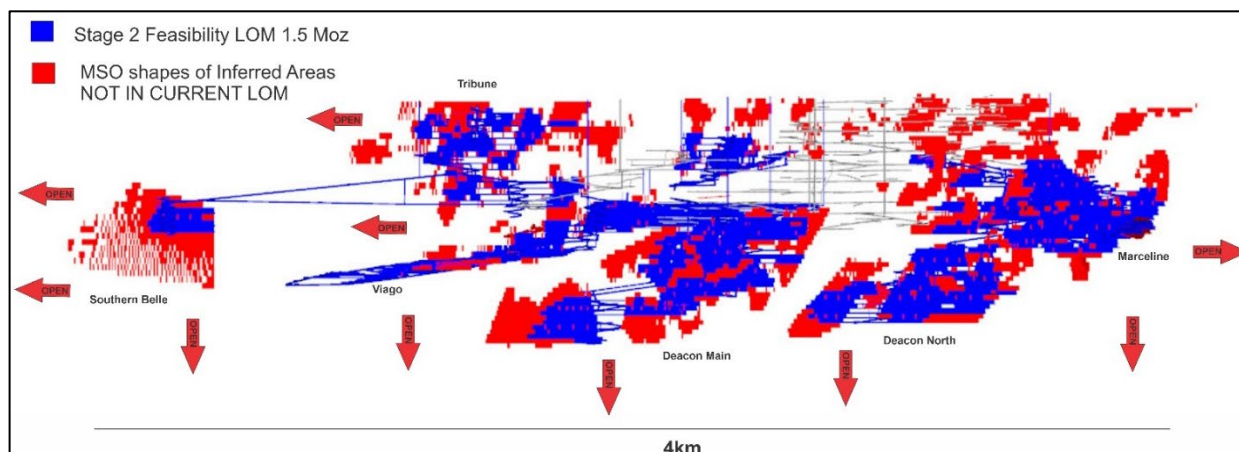 Stage 2 Feasibility LOM 1.5 Moz
MSO shapes of Inferred Areas
NOT IN CURRENT LOM
Tribune
OPEN
OPEN
OPEN
OPEN
OPEN
Marceline
Southern Belle
Viago
Deacon Main
Deacon North
OPEN
OPEN
OPEN
OPEN
OPEN
4km